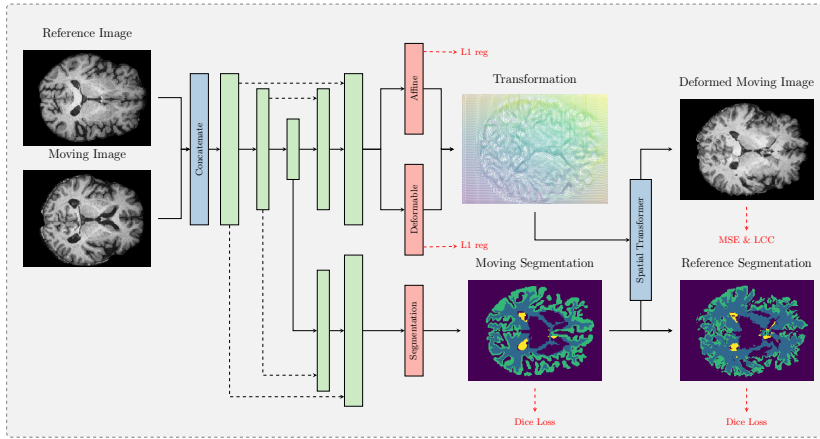 Reference Image
Moving Image
Concatenate
Affine
L1 reg
Deformable
L1 reg
Transformation
Segmentation
Moving Segmentation
Dice Loss
Spatial Transformer
Deformed Moving Image
MSE & LCC
Reference Segmentation
Dice Loss